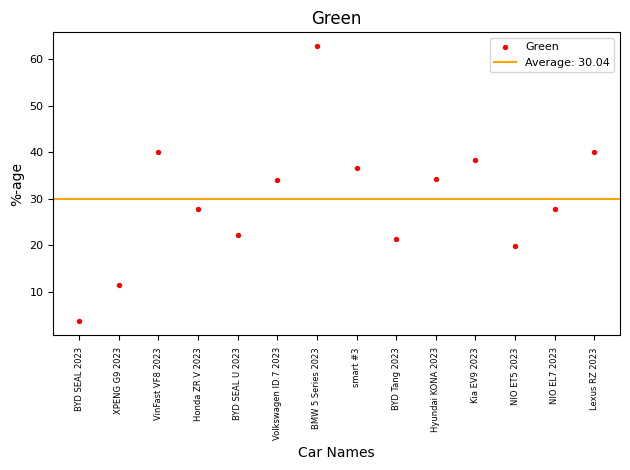 Green
Green
Average: 30.04
%-age
60
50
40
30
20
10
BYD SEAL 2023
XPENG G9 2023
VinFast VF8 2023
Honda ZR V 2023
BYD SEAL U 2023
Volkswagen ID.7 2023
BMW 5 Series 2023
smart #3
BYD Tang 2023
Hyundai KONA 2023
Kia EV9 2023
NIO ET5 2023
NIO EL7 2023
Lexus RZ 2023
Car Names